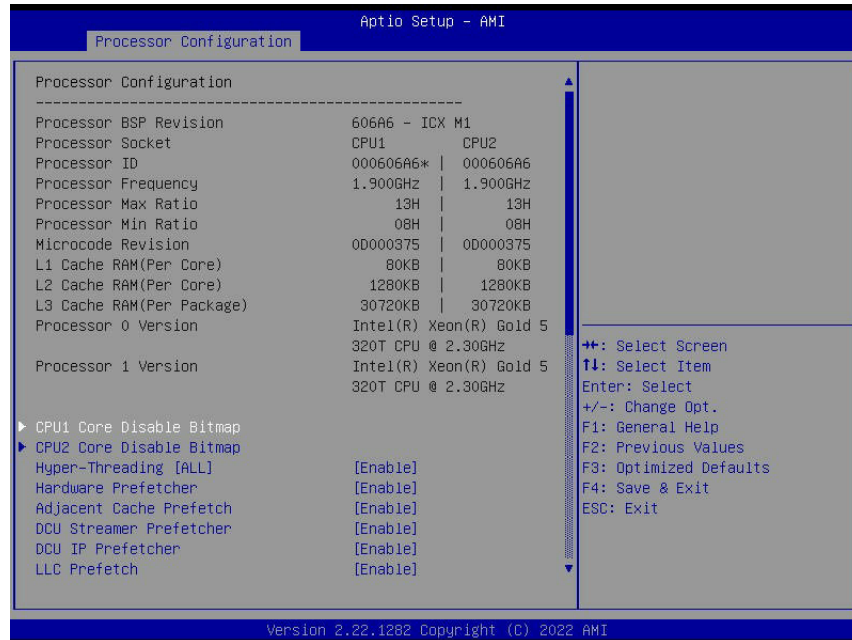 Aptio Setup – AMI
Processor Configuration
Processor Configuration
--------------------------------------------------
Processor BSP Revision 606A6 – ICX M1
Processor Socket CPU1 CPU2
Processor ID 000606A6* | 000606A6
Processor Frequency 1.900GHz | 1.900GHz
Processor Max Ratio 13H | 13H
Processor Min Ratio 08H | 08H
Microcode Revision 0D000375 | 0D000375
L1 Cache RAM(Per Core) 80KB | 80KB
L2 Cache RAM(Per Core) 1280KB | 1280KB
L3 Cache RAM(Per Package) 30720KB | 30720KB
Processor 0 Version Intel(R) Xeon(R) Gold 5
320T CPU @ 2.30GHz
Processor 1 Version Intel(R) Xeon(R) Gold 5
320T CPU @ 2.30GHz
CPU1 Core Disable Bitmap
CPU2 Core Disable Bitmap
Hyper-Threading [ALL] [Enable]
Hardware Prefetcher [Enable]
Adjacent Cache Prefetch [Enable]
DCU Streamer Prefetcher [Enable]
DCU IP Prefetcher [Enable]
LLC Prefetch [Enable]
→←: Select Screen
↑↓: Select Item
Enter: Select
+/-: Change Opt.
F1: General Help
F2: Previous Values
F3: Optimized Defaults
F4: Save & Exit
ESC: Exit
Version 2.22.1282 Copyright (C) 2022 AMI